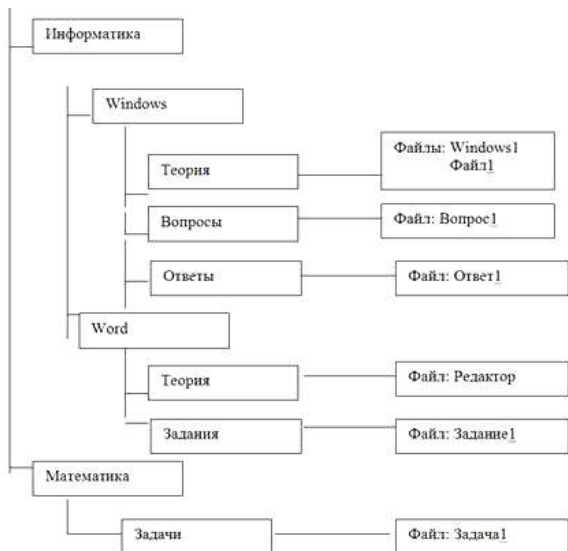 Информатика
Windows
Теория
Файлы: Windows1
Файл1
Вопросы
Файл: Вопрос1
Ответы
Файл: Ответ1
Word
Теория
Файл: Редактор
Задания
Файл: Задание1
Математика
Задачи
Файл: Задача1